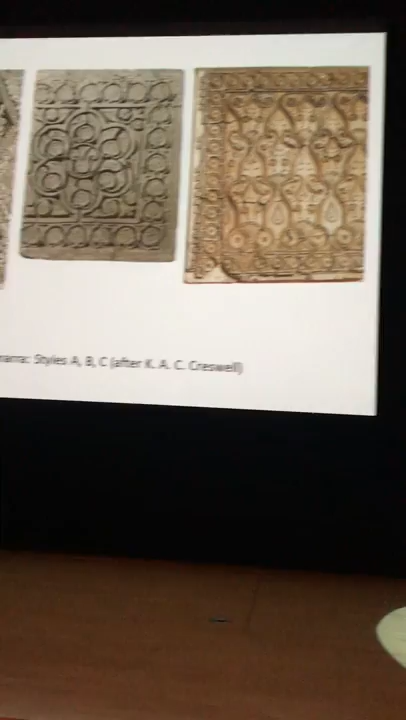 Styles A, B, C (after K. A. C. Creswell)